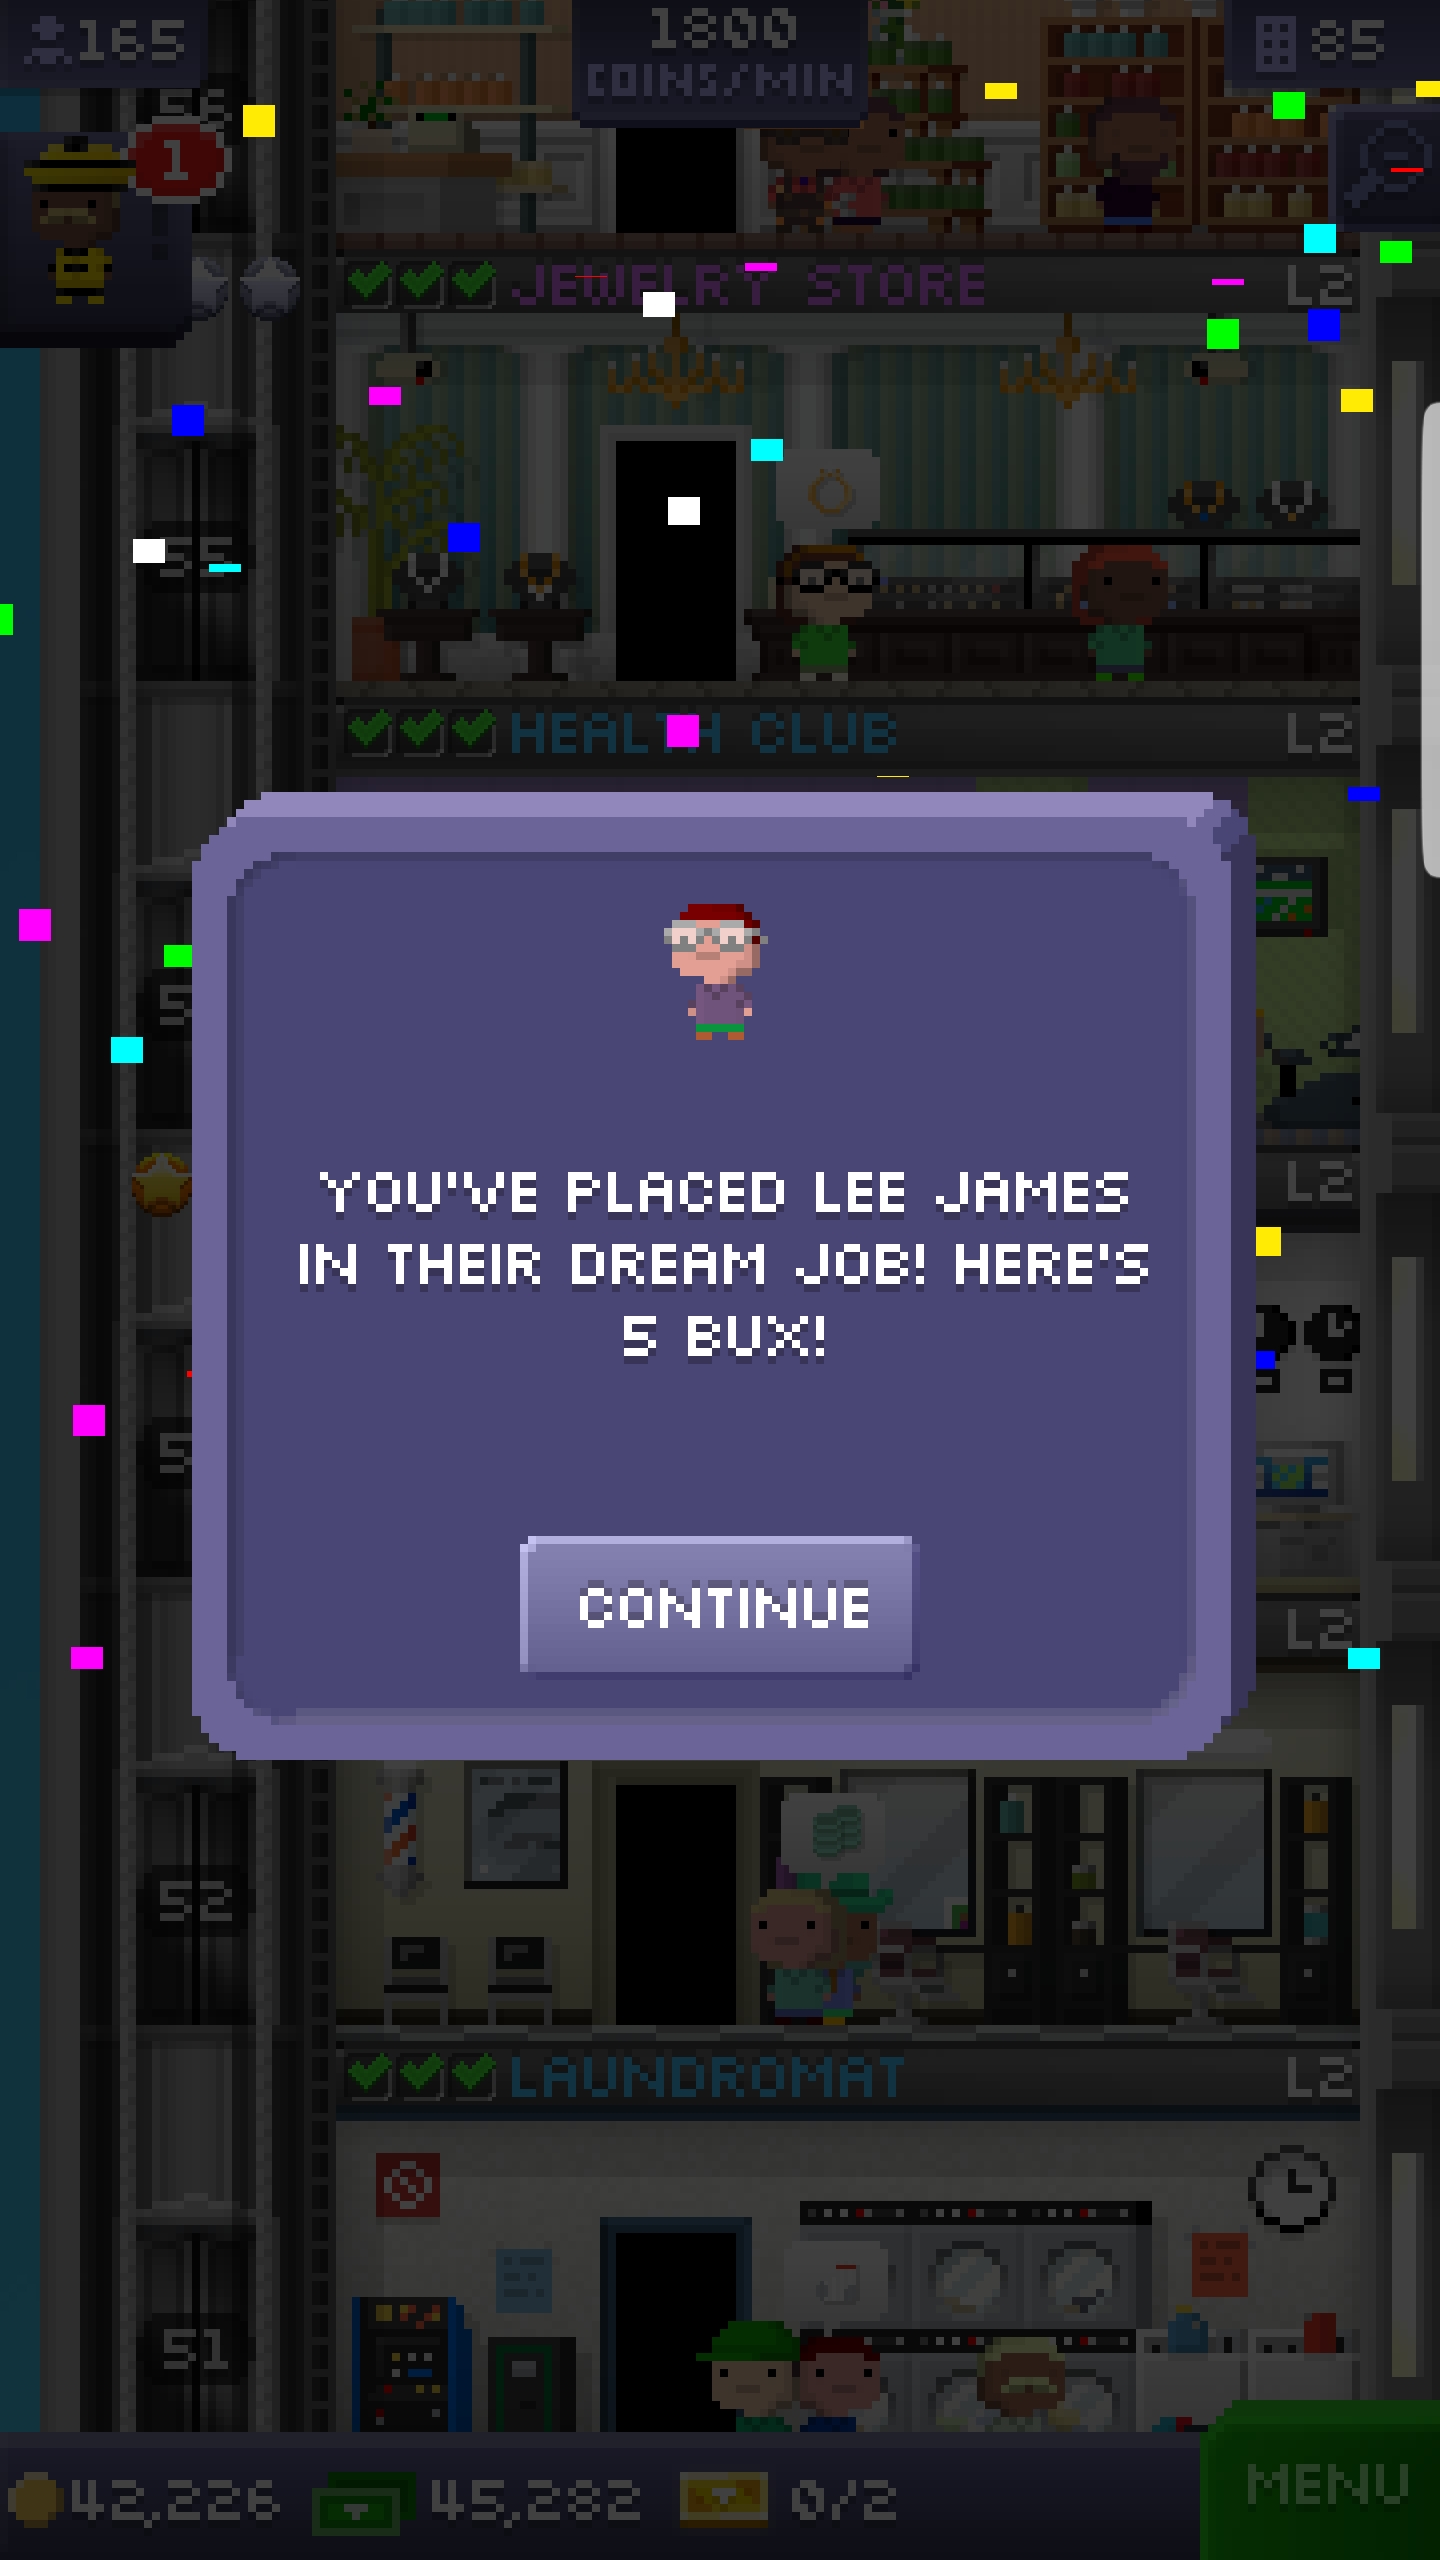 165
1800
COINS/MIN
85
56
1
JEWELRY STORE
L2
55
HEALTH CLUB
L2
5
L2
YOU'VE PLACED LEE JAMES
IN THEIR DREAM JOB! HERE'S
5 BUX!
5
CONTINUE
L2
52
LAUNDROMAT
L2
51
42,226
45,282
0/2
MENU